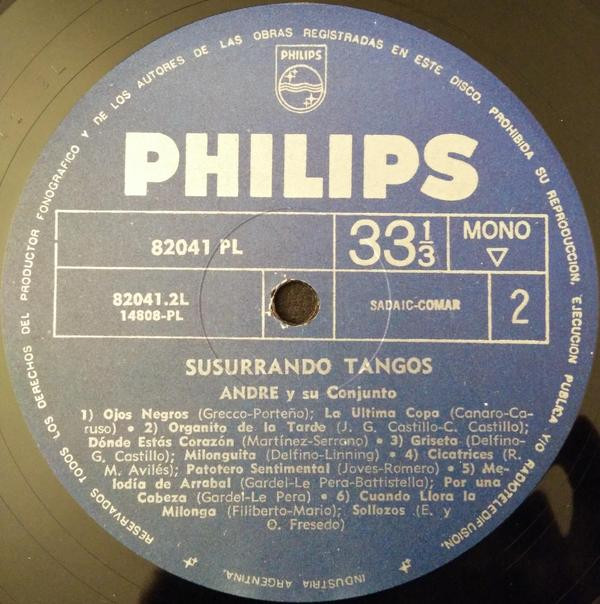 RESERVADOS TODOS LOS DERECHOS DEL PRODUCTOR FONOGRAFICO Y DE LOS AUTORES DE LAS OBRAS REGISTRADAS EN ESTE DISCO. PROHIBIDA SU REPRODUCCION, EJECUCION PUBLICA Y/O RADIOTELEDIFUSION.
PHILIPS
PHILIPS
82041 PL
33 1/3
MONO
82041.2L
14808-PL
SADAIC-COMAR
2
SUSURRANDO TANGOS
ANDRE y su Conjunto
1) Ojos Negros (Grecco-Porteño); La Ultima Copa (Canaro-Ca-
ruso) • 2) Organito de la Tarde (J. G. Castillo-C. Castillo);
Dónde Estás Corazón (Martínez-Serrano) • 3) Griseta (Delfino-
G. Castillo); Milonguita (Delfino-Linning) • 4) Cicatrices (R.
M. Avilés); Patotero Sentimental (Joves-Romero) • 5) Me-
lodía de Arrabal (Gardel-Le Pera-Battistella); Por una
Cabeza (Gardel-Le Pera) • 6) Cuando Llora la
Milonga (Filiberto-Mario); Sollozos (E. y
O. Fresedo)
INDUSTRIA ARGENTINA.